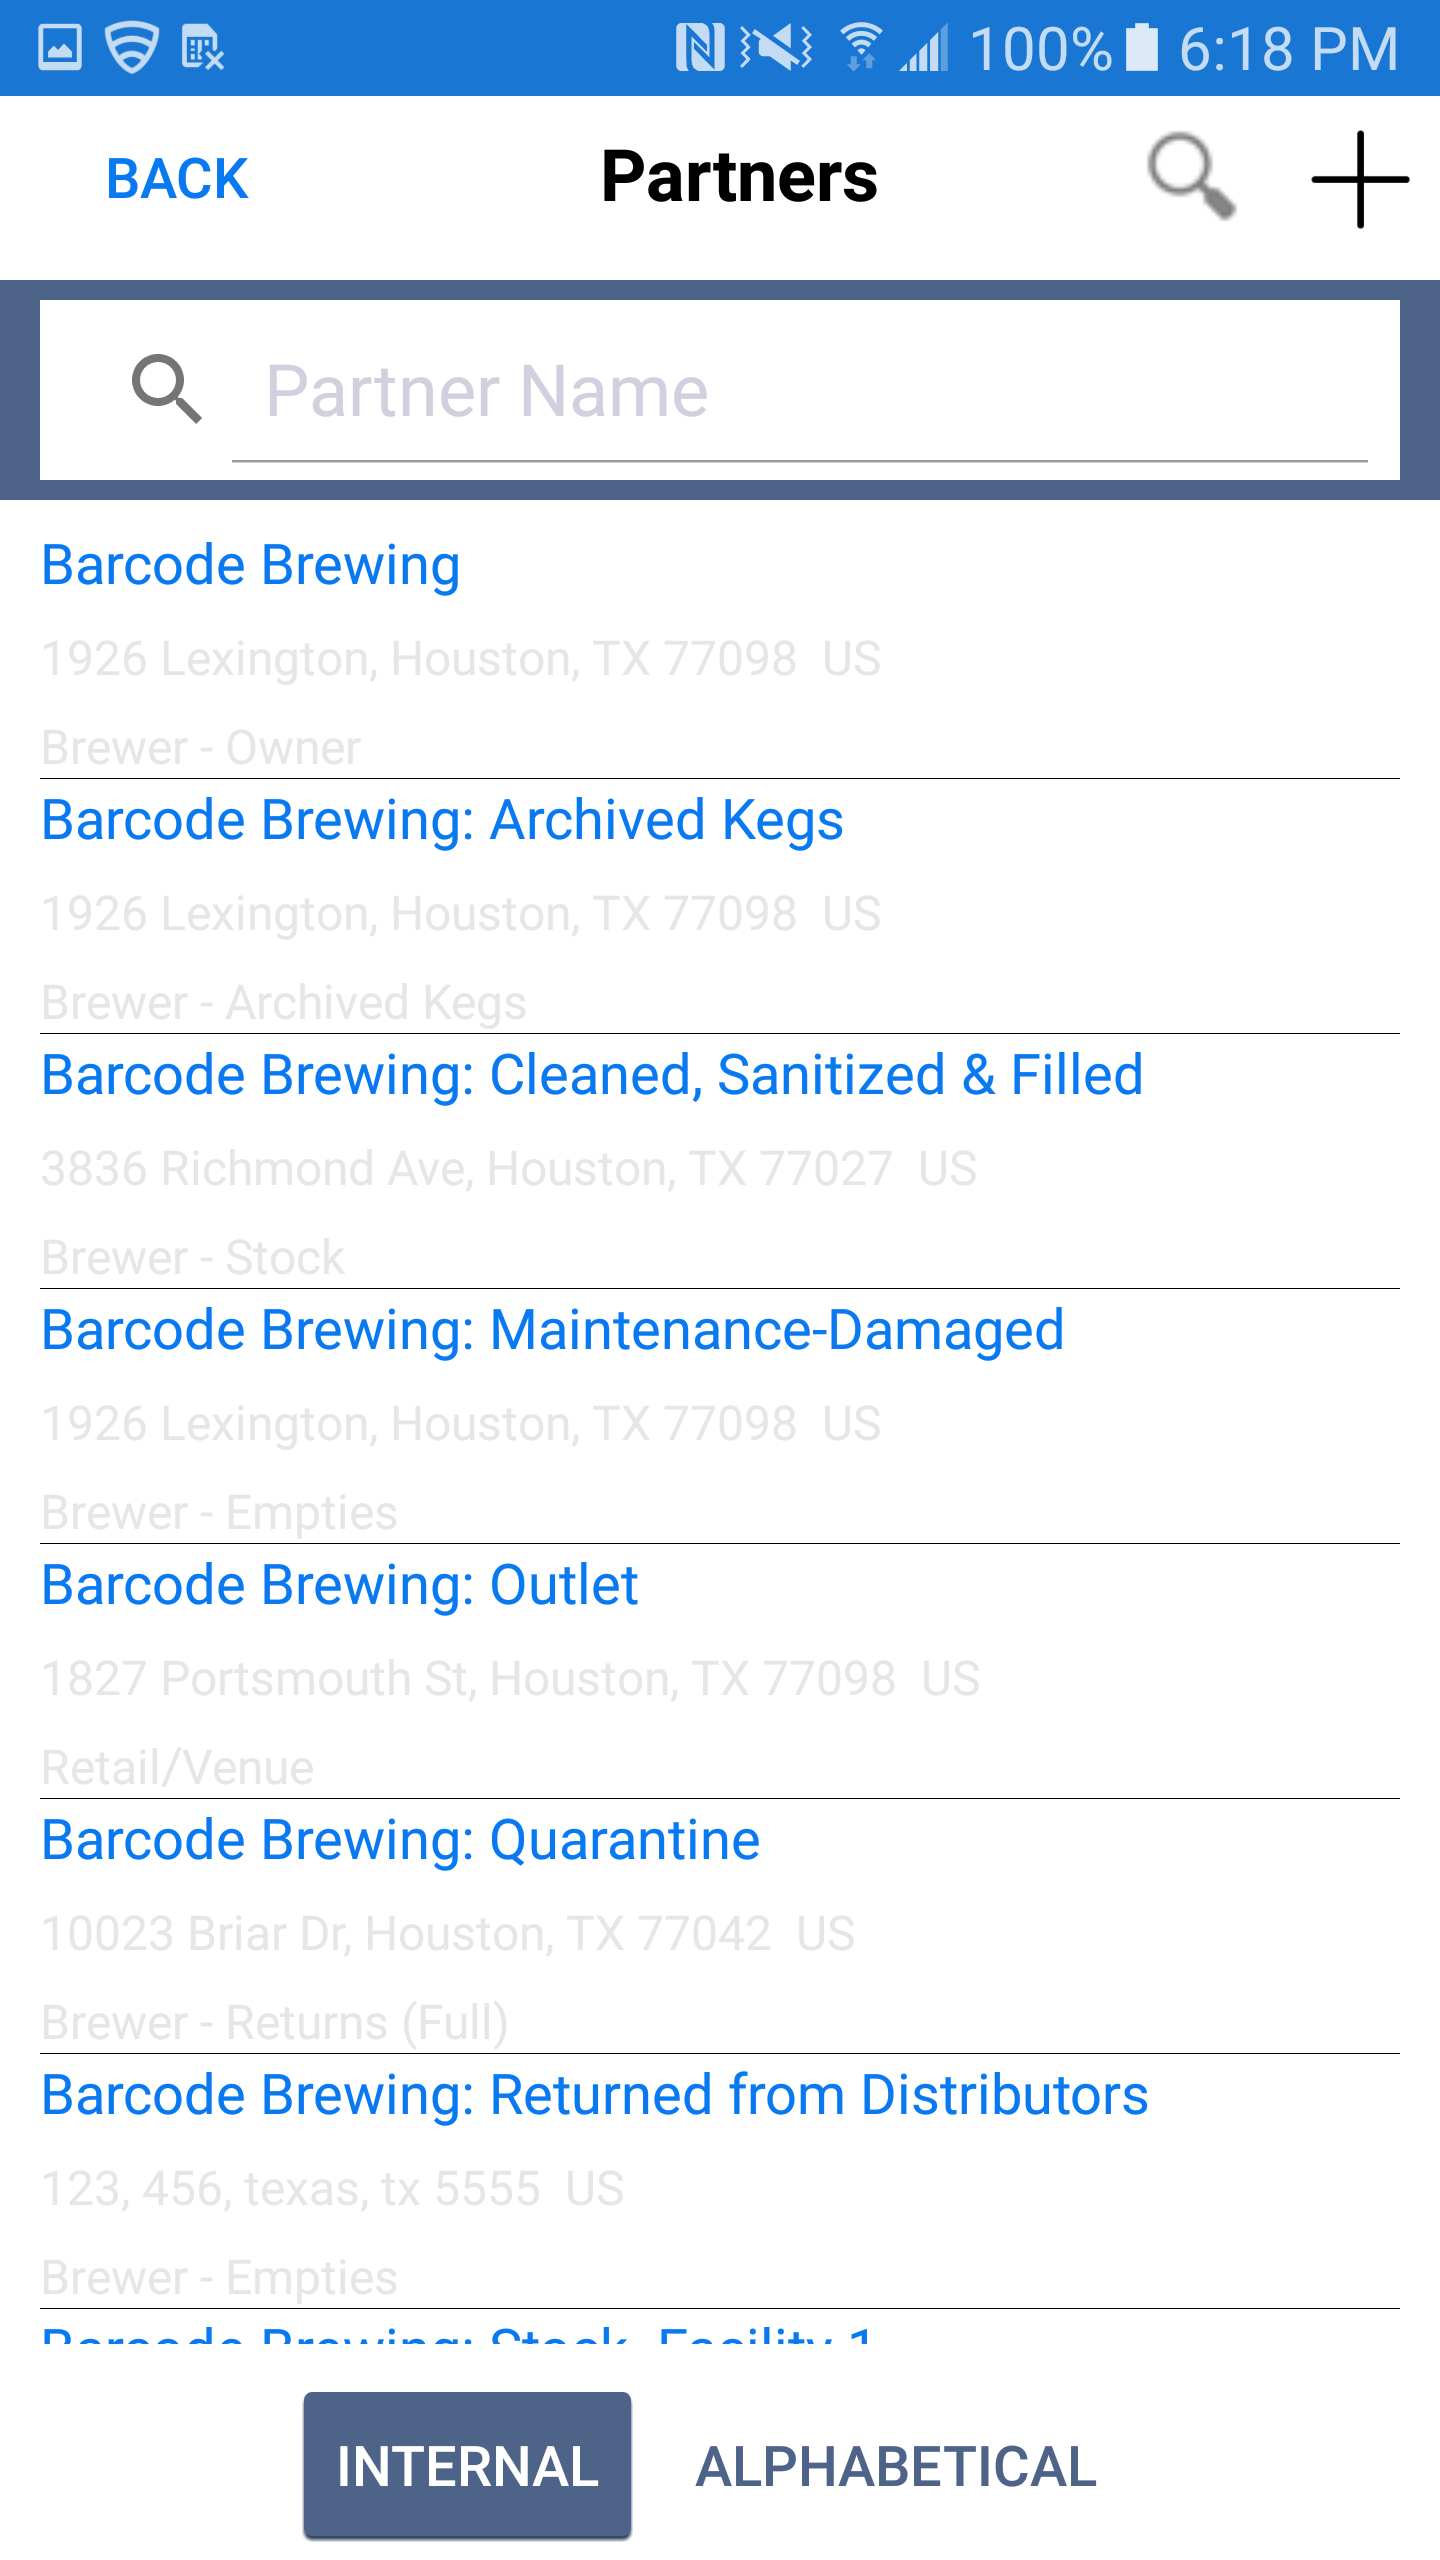 100% 6:18 PM
BACK Partners
Partner Name
Barcode Brewing
1926 Lexington, Houston, TX 77098  US
Brewer - Owner
Barcode Brewing: Archived Kegs
1926 Lexington, Houston, TX 77098  US
Brewer - Archived Kegs
Barcode Brewing: Cleaned, Sanitized & Filled
3836 Richmond Ave, Houston, TX 77027  US
Brewer - Stock
Barcode Brewing: Maintenance-Damaged
1926 Lexington, Houston, TX 77098  US
Brewer - Empties
Barcode Brewing: Outlet
1827 Portsmouth St, Houston, TX 77098  US
Retail/Venue
Barcode Brewing: Quarantine
10023 Briar Dr, Houston, TX 77042  US
Brewer - Returns (Full)
Barcode Brewing: Returned from Distributors
123, 456, texas, tx 5555  US
Brewer - Empties
Barcode Brewing: Stock- Facility 1
INTERNAL ALPHABETICAL